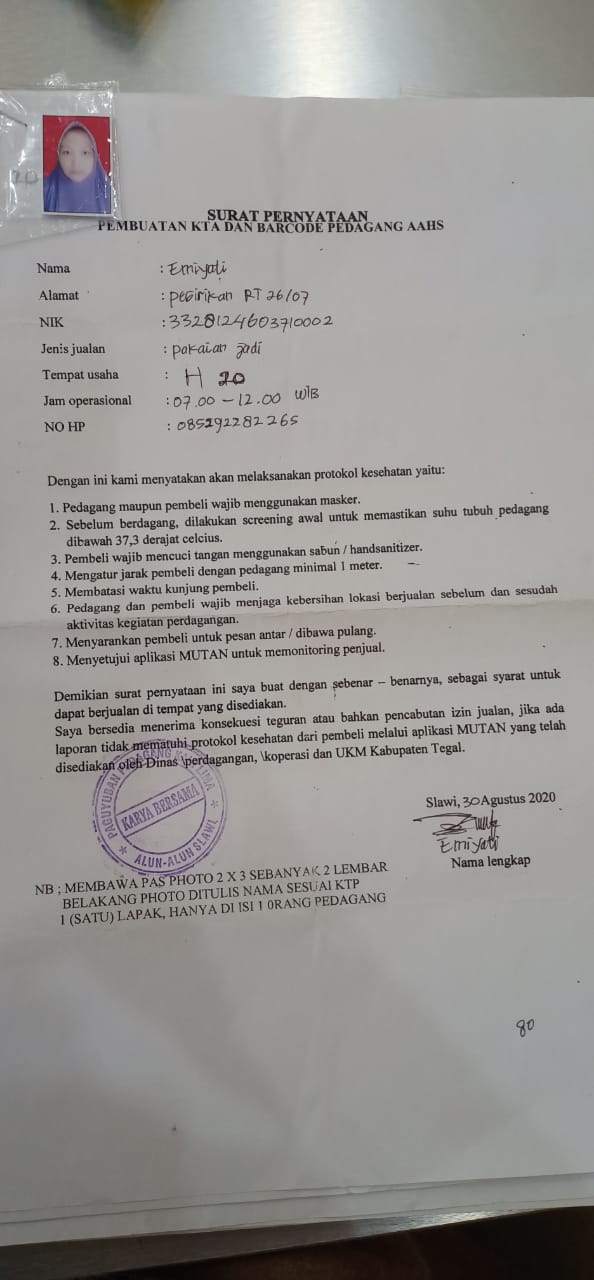 20
SURAT PERNYATAAN
PEMBUATAN KTA DAN BARCODE PEDAGANG AAHS
Nama : Erniyati
Alamat : pesirikan RT 26/07
NIK : 3328124603710002
Jenis jualan : pakaian jadi
Tempat usaha : H 20
Jam operasional : 07.00 – 12.00 WIB
NO HP : 085292282265
Dengan ini kami menyatakan akan melaksanakan protokol kesehatan yaitu:
1. Pedagang maupun pembeli wajib menggunakan masker.
2. Sebelum berdagang, dilakukan screening awal untuk memastikan suhu tubuh pedagang
dibawah 37,3 derajat celcius.
3. Pembeli wajib mencuci tangan menggunakan sabun / handsanitizer.
4. Mengatur jarak pembeli dengan pedagang minimal 1 meter.
5. Membatasi waktu kunjung pembeli.
6. Pedagang dan pembeli wajib menjaga kebersihan lokasi berjualan sebelum dan sesudah
aktivitas kegiatan perdagangan.
7. Menyarankan pembeli untuk pesan antar / dibawa pulang.
8. Menyetujui aplikasi MUTAN untuk memonitoring penjual.
Demikian surat pernyataan ini saya buat dengan sebenar – benarnya, sebagai syarat untuk
dapat berjualan di tempat yang disediakan.
Saya bersedia menerima konsekuesi teguran atau bahkan pencabutan izin jualan, jika ada
laporan tidak mematuhi protokol kesehatan dari pembeli melalui aplikasi MUTAN yang telah
disediakan oleh Dinas \perdagangan, \koperasi dan UKM Kabupaten Tegal.
PAGUYUBAN PEDAGANG KAKI LIMA
KARYA BERSAMA
ALUN-ALUN SLAWI
Slawi, 30 Agustus 2020
Erniyati
Nama lengkap
NB ; MEMBAWA PAS PHOTO 2 X 3 SEBANYAK 2 LEMBAR
BELAKANG PHOTO DITULIS NAMA SESUAI KTP
1 (SATU) LAPAK, HANYA DI ISI 1 0RANG PEDAGANG
80